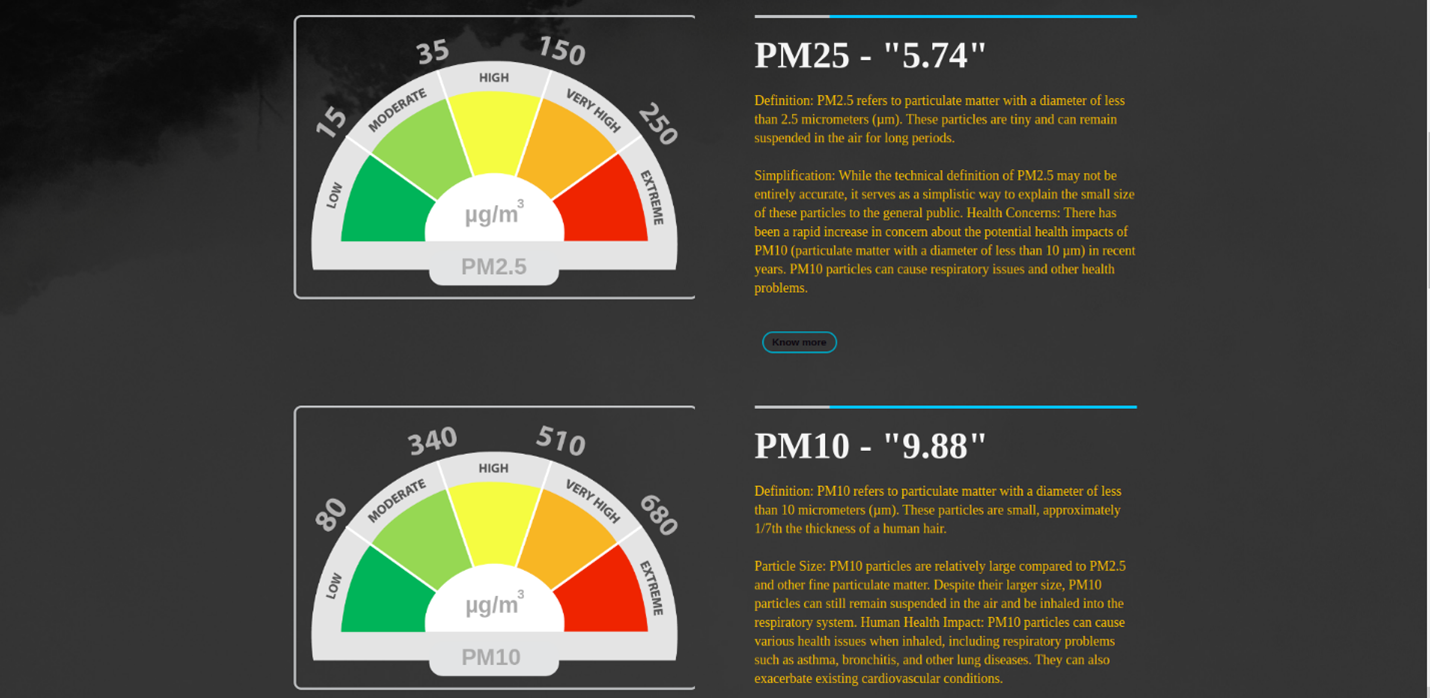 15
35
150
250
LOW
MODERATE
HIGH
VERY HIGH
EXTREME
µg/m³
PM2.5
PM25 - "5.74"
Definition: PM2.5 refers to particulate matter with a diameter of less
than 2.5 micrometers (µm). These particles are tiny and can remain
suspended in the air for long periods.
Simplification: While the technical definition of PM2.5 may not be
entirely accurate, it serves as a simplistic way to explain the small size
of these particles to the general public. Health Concerns: There has
been a rapid increase in concern about the potential health impacts of
PM10 (particulate matter with a diameter of less than 10 µm) in recent
years. PM10 particles can cause respiratory issues and other health
problems.
Know more
80
340
510
680
LOW
MODERATE
HIGH
VERY HIGH
EXTREME
µg/m³
PM10
PM10 - "9.88"
Definition: PM10 refers to particulate matter with a diameter of less
than 10 micrometers (µm). These particles are small, approximately
1/7th the thickness of a human hair.
Particle Size: PM10 particles are relatively large compared to PM2.5
and other fine particulate matter. Despite their larger size, PM10
particles can still remain suspended in the air and be inhaled into the
respiratory system. Human Health Impact: PM10 particles can cause
various health issues when inhaled, including respiratory problems
such as asthma, bronchitis, and other lung diseases. They can also
exacerbate existing cardiovascular conditions.